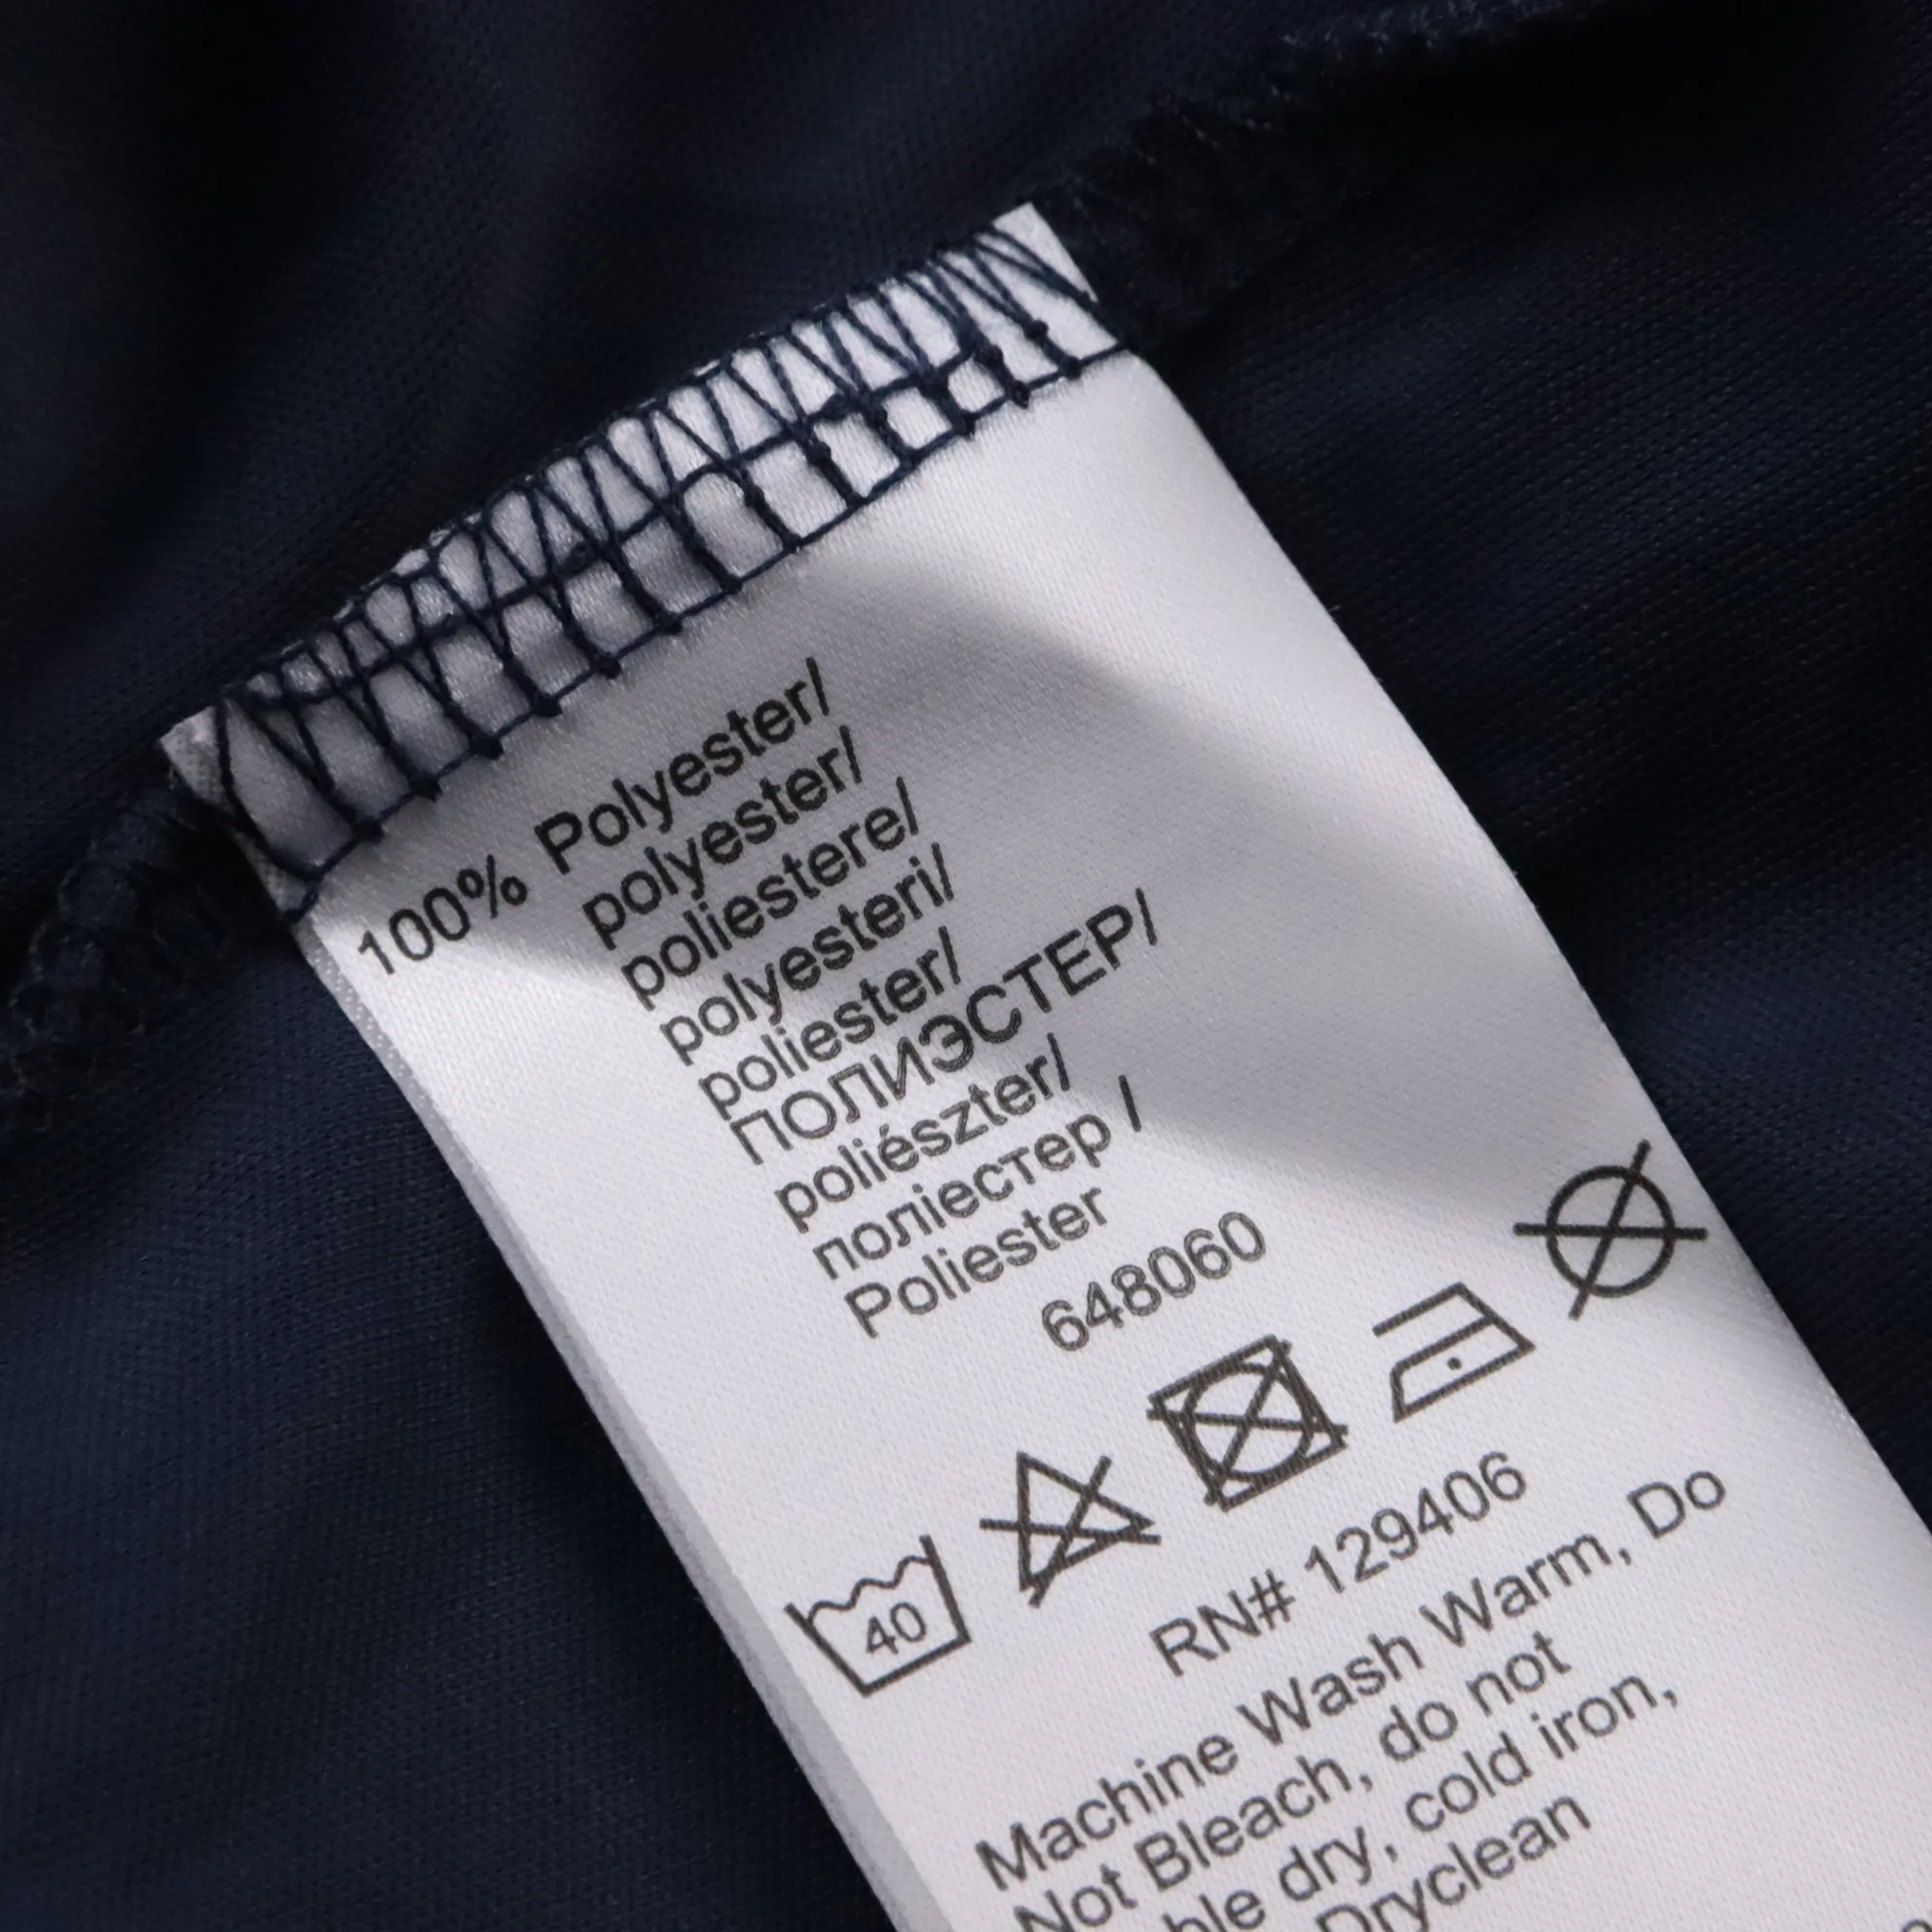 100% Polyester/
polyester/
poliestere/
polyesteri/
poliester/
ПОЛИЭСТЕР/
poliészter/
поліестер /
Poliester
648060
40
RN# 129406
Machine Wash Warm, Do
Not Bleach, do not
dry, cold iron,
Dryclean